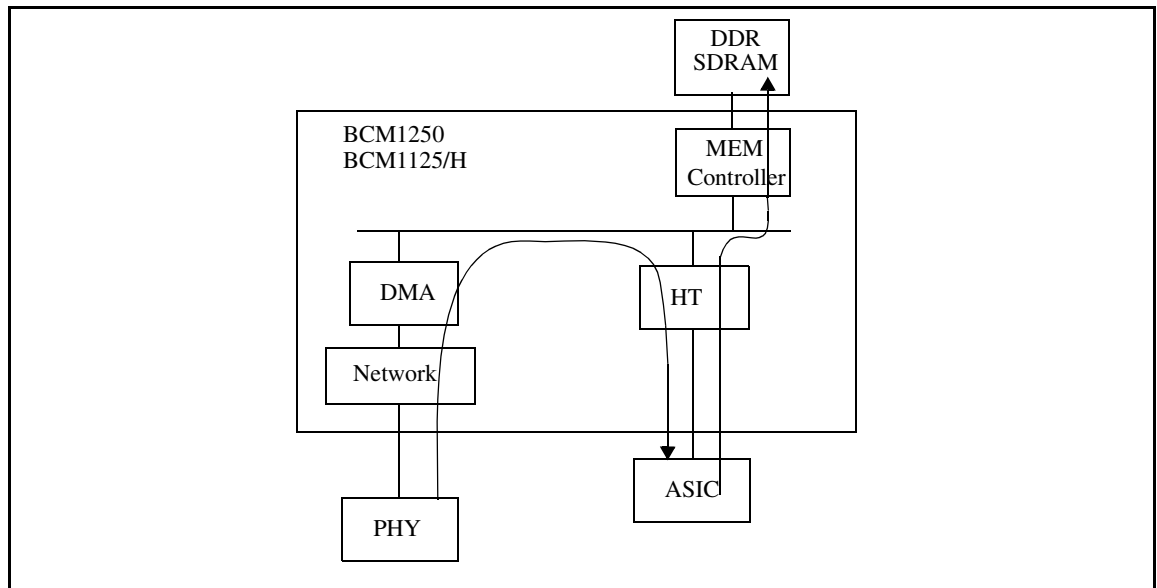 DDR
SDRAM
BCM1250
BCM1125/H
MEM
Controller
DMA
HT
Network
ASIC
PHY